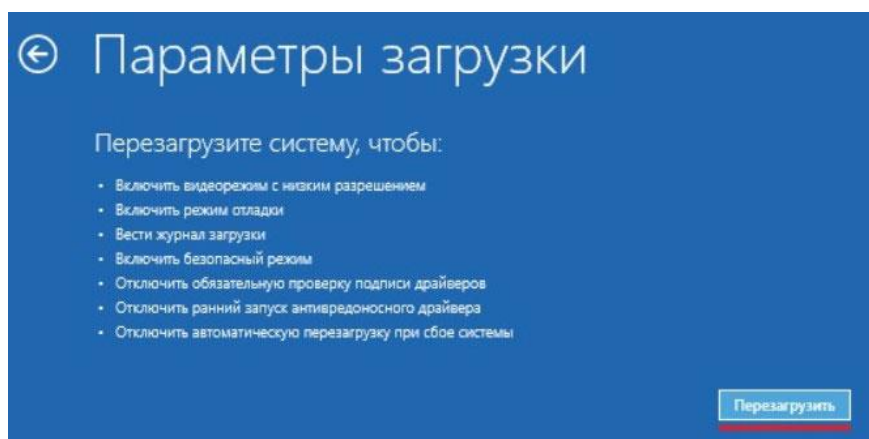 Параметры загрузки
Перезагрузите систему, чтобы:
• Включить видеорежим с низким разрешением
• Включить режим отладки
• Вести журнал загрузки
• Включить безопасный режим
• Отключить обязательную проверку подписи драйверов
• Отключить ранний запуск антивредоносного драйвера
• Отключить автоматическую перезагрузку при сбое системы
Перезагрузить